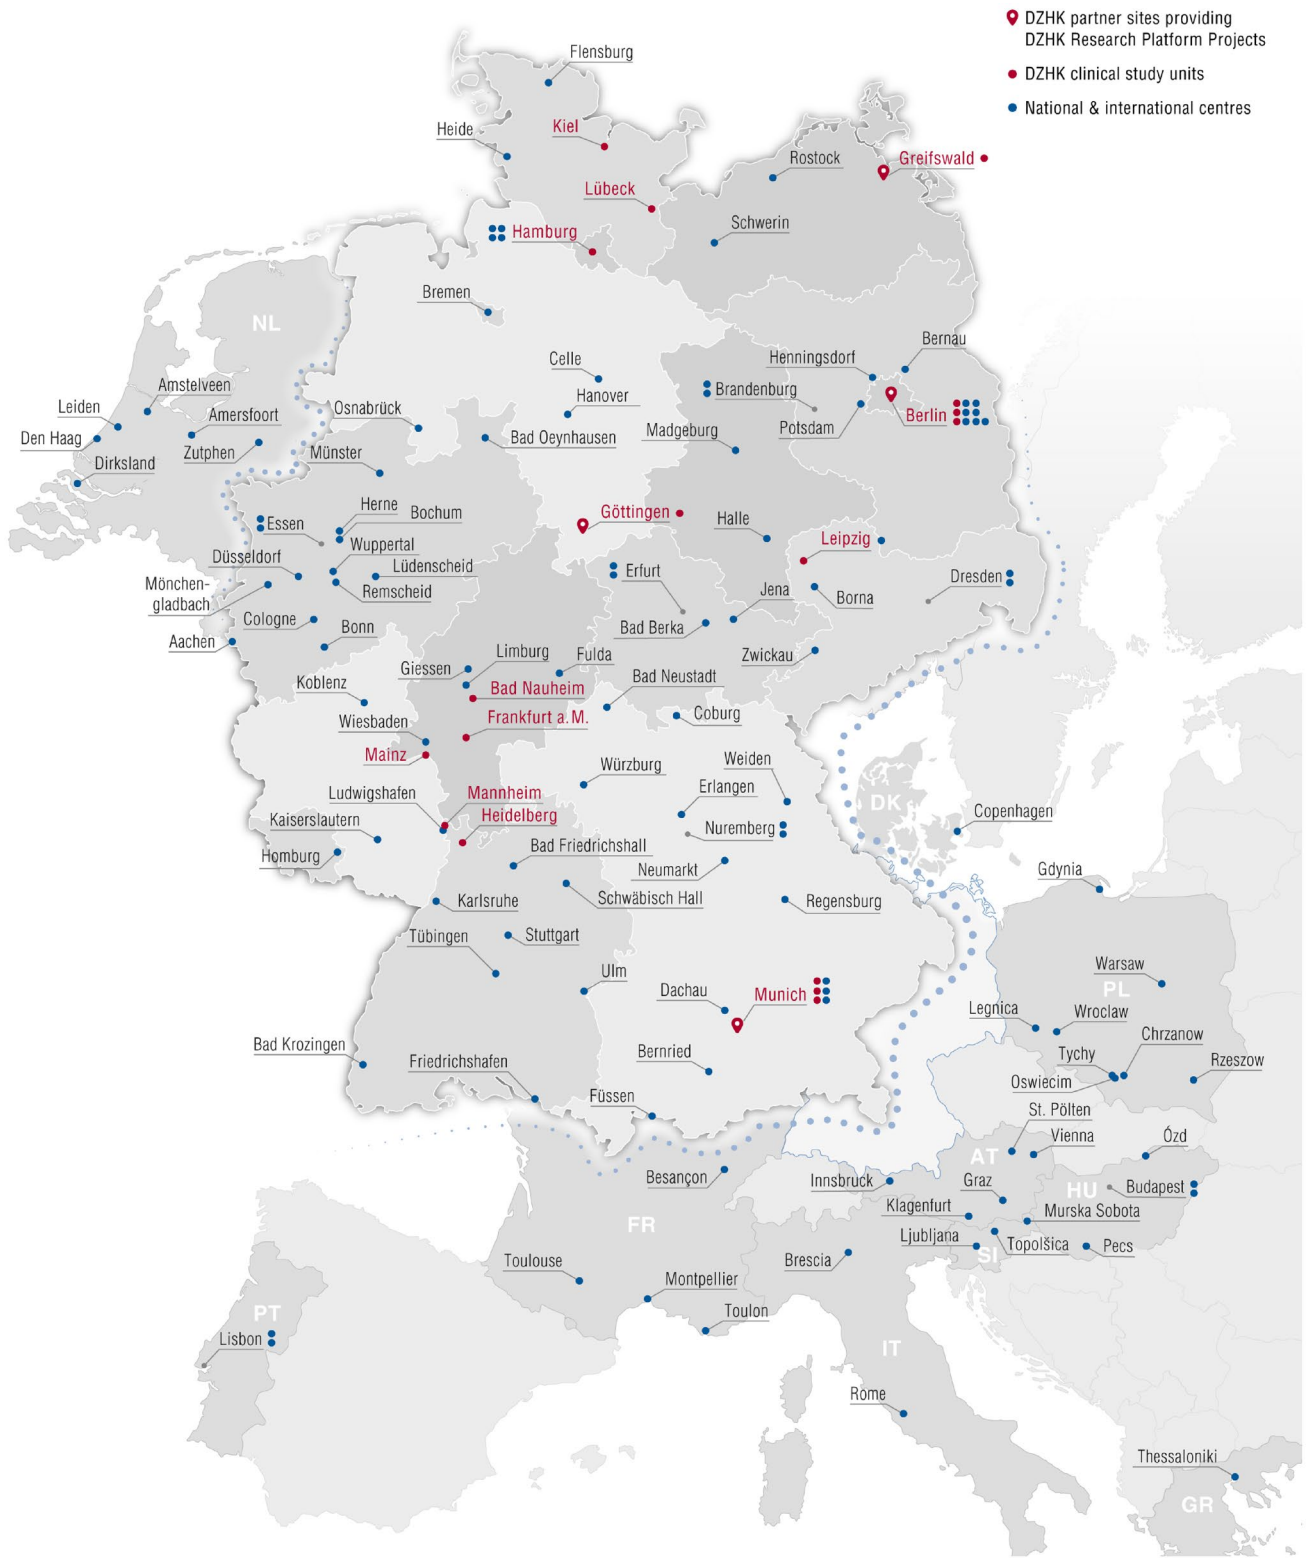 DZHK partner sites providing
DZHK Research Platform Projects
DZHK clinical study units
National & international centres
Flensburg
Heide
Kiel
Rostock
Greifswald
Lübeck
Schwerin
Hamburg
Bremen
NL
Bernau
Celle
Henningsdorf
Amstelveen
Hanover
Brandenburg
Leiden
Amersfoort
Osnabrück
Berlin
Den Haag
Zutphen
Münster
Bad Oeynhausen
Madgeburg
Potsdam
Dirksland
Herne
Bochum
Göttingen
Essen
Halle
Leipzig
Düsseldorf
Wuppertal
Lüdenscheid
Erfurt
Dresden
Mönchen-
gladbach
Remscheid
Jena
Borna
Cologne
Bonn
Bad Berka
Aachen
Limburg
Fulda
Zwickau
Giessen
Koblenz
Bad Nauheim
Bad Neustadt
Wiesbaden
Frankfurt a.M.
Coburg
Mainz
Würzburg
Weiden
Ludwigshafen
Mannheim
Erlangen
DK
Kaiserslautern
Heidelberg
Nuremberg
Copenhagen
Homburg
Bad Friedrichshall
Neumarkt
Gdynia
Karlsruhe
Schwäbisch Hall
Regensburg
Tübingen
Stuttgart
Warsaw
Ulm
Dachau
Munich
PL
Legnica
Wroclaw
Bad Krozingen
Friedrichshafen
Bernried
Chrzanow
Tychy
Rzeszow
Oswiecim
Füssen
St. Pölten
Vienna
Ózd
AT
Besançon
Innsbruck
Graz
HU
Budapest
Klagenfurt
Murska Sobota
FR
Ljubljana
Topolšica
Pecs
SI
Toulouse
Brescia
Montpellier
PT
Toulon
Lisbon
IT
Rome
Thessaloniki
GR